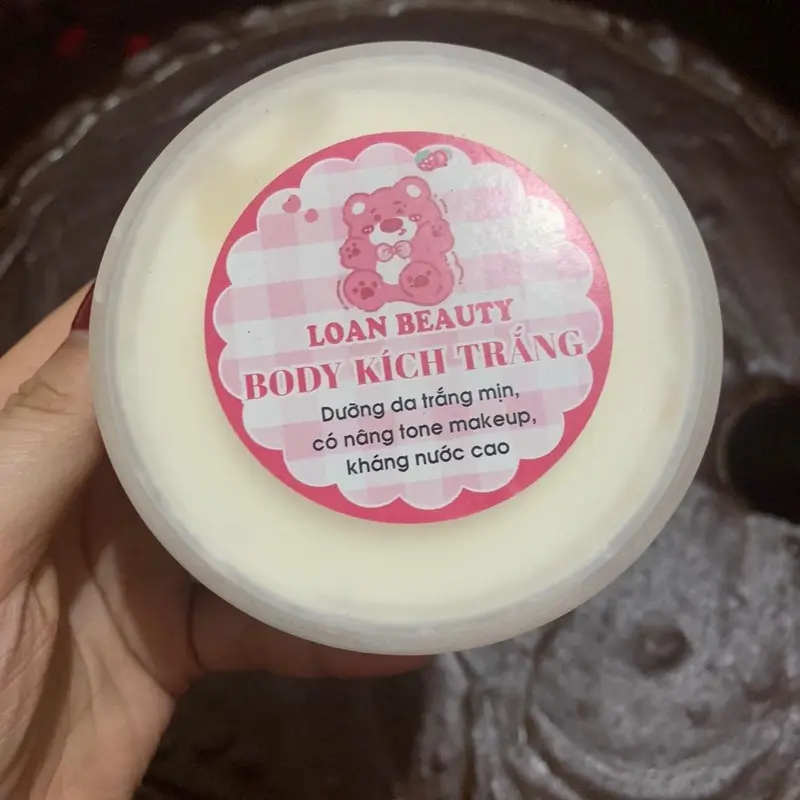 LOAN BEAUTY
BODY KÍCH TRẮNG
Dưỡng da trắng mịn,
có nâng tone makeup,
kháng nước cao